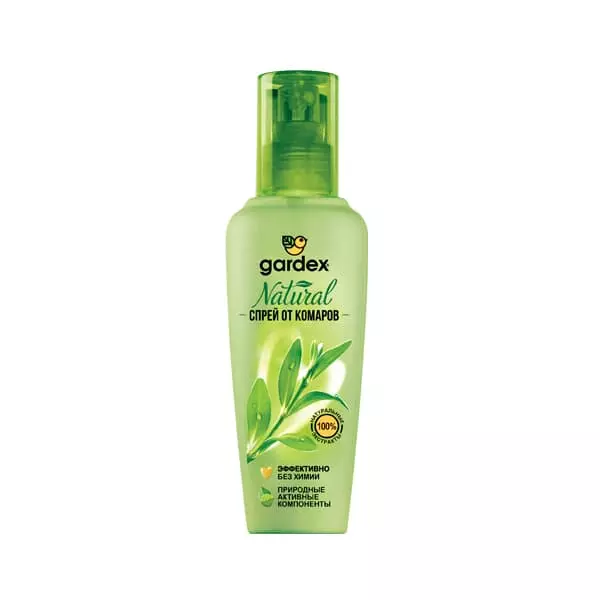 gardex
Natural
СПРЕЙ ОТ КОМАРОВ
НАТУРАЛЬНЫЕ
100%
ЭКСТРАКТЫ
ЭФФЕКТИВНО
БЕЗ ХИМИИ
ПРИРОДНЫЕ
АКТИВНЫЕ
КОМПОНЕНТЫ